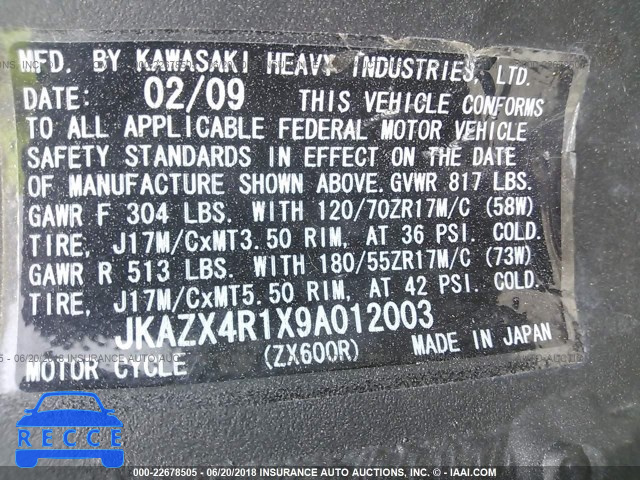 MFD. BY KAWASAKI HEAVY INDUSTRIES, LTD.
DATE: 02/09 THIS VEHICLE CONFORMS
TO ALL APPLICABLE FEDERAL MOTOR VEHICLE
SAFETY STANDARDS IN EFFECT ON THE DATE
OF MANUFACTURE SHOWN ABOVE. GVWR 817 LBS.
GAWR F 304 LBS. WITH 120/70ZR17M/C (58W)
TIRE, J17M/CxMT3.50 RIM, AT 36 PSI. COLD.
GAWR R 513 LBS. WITH 180/55ZR17M/C (73W)
TIRE, J17M/CxMT5.50 RIM, AT 42 PSI. COLD.
JKAZX4R1X9A012003
MOTOR CYCLE (ZX600R) MADE IN JAPAN
000-22678505 - 06/20/2018 INSURANCE AUTO AUCTIONS, INC. - © - IAAI.COM